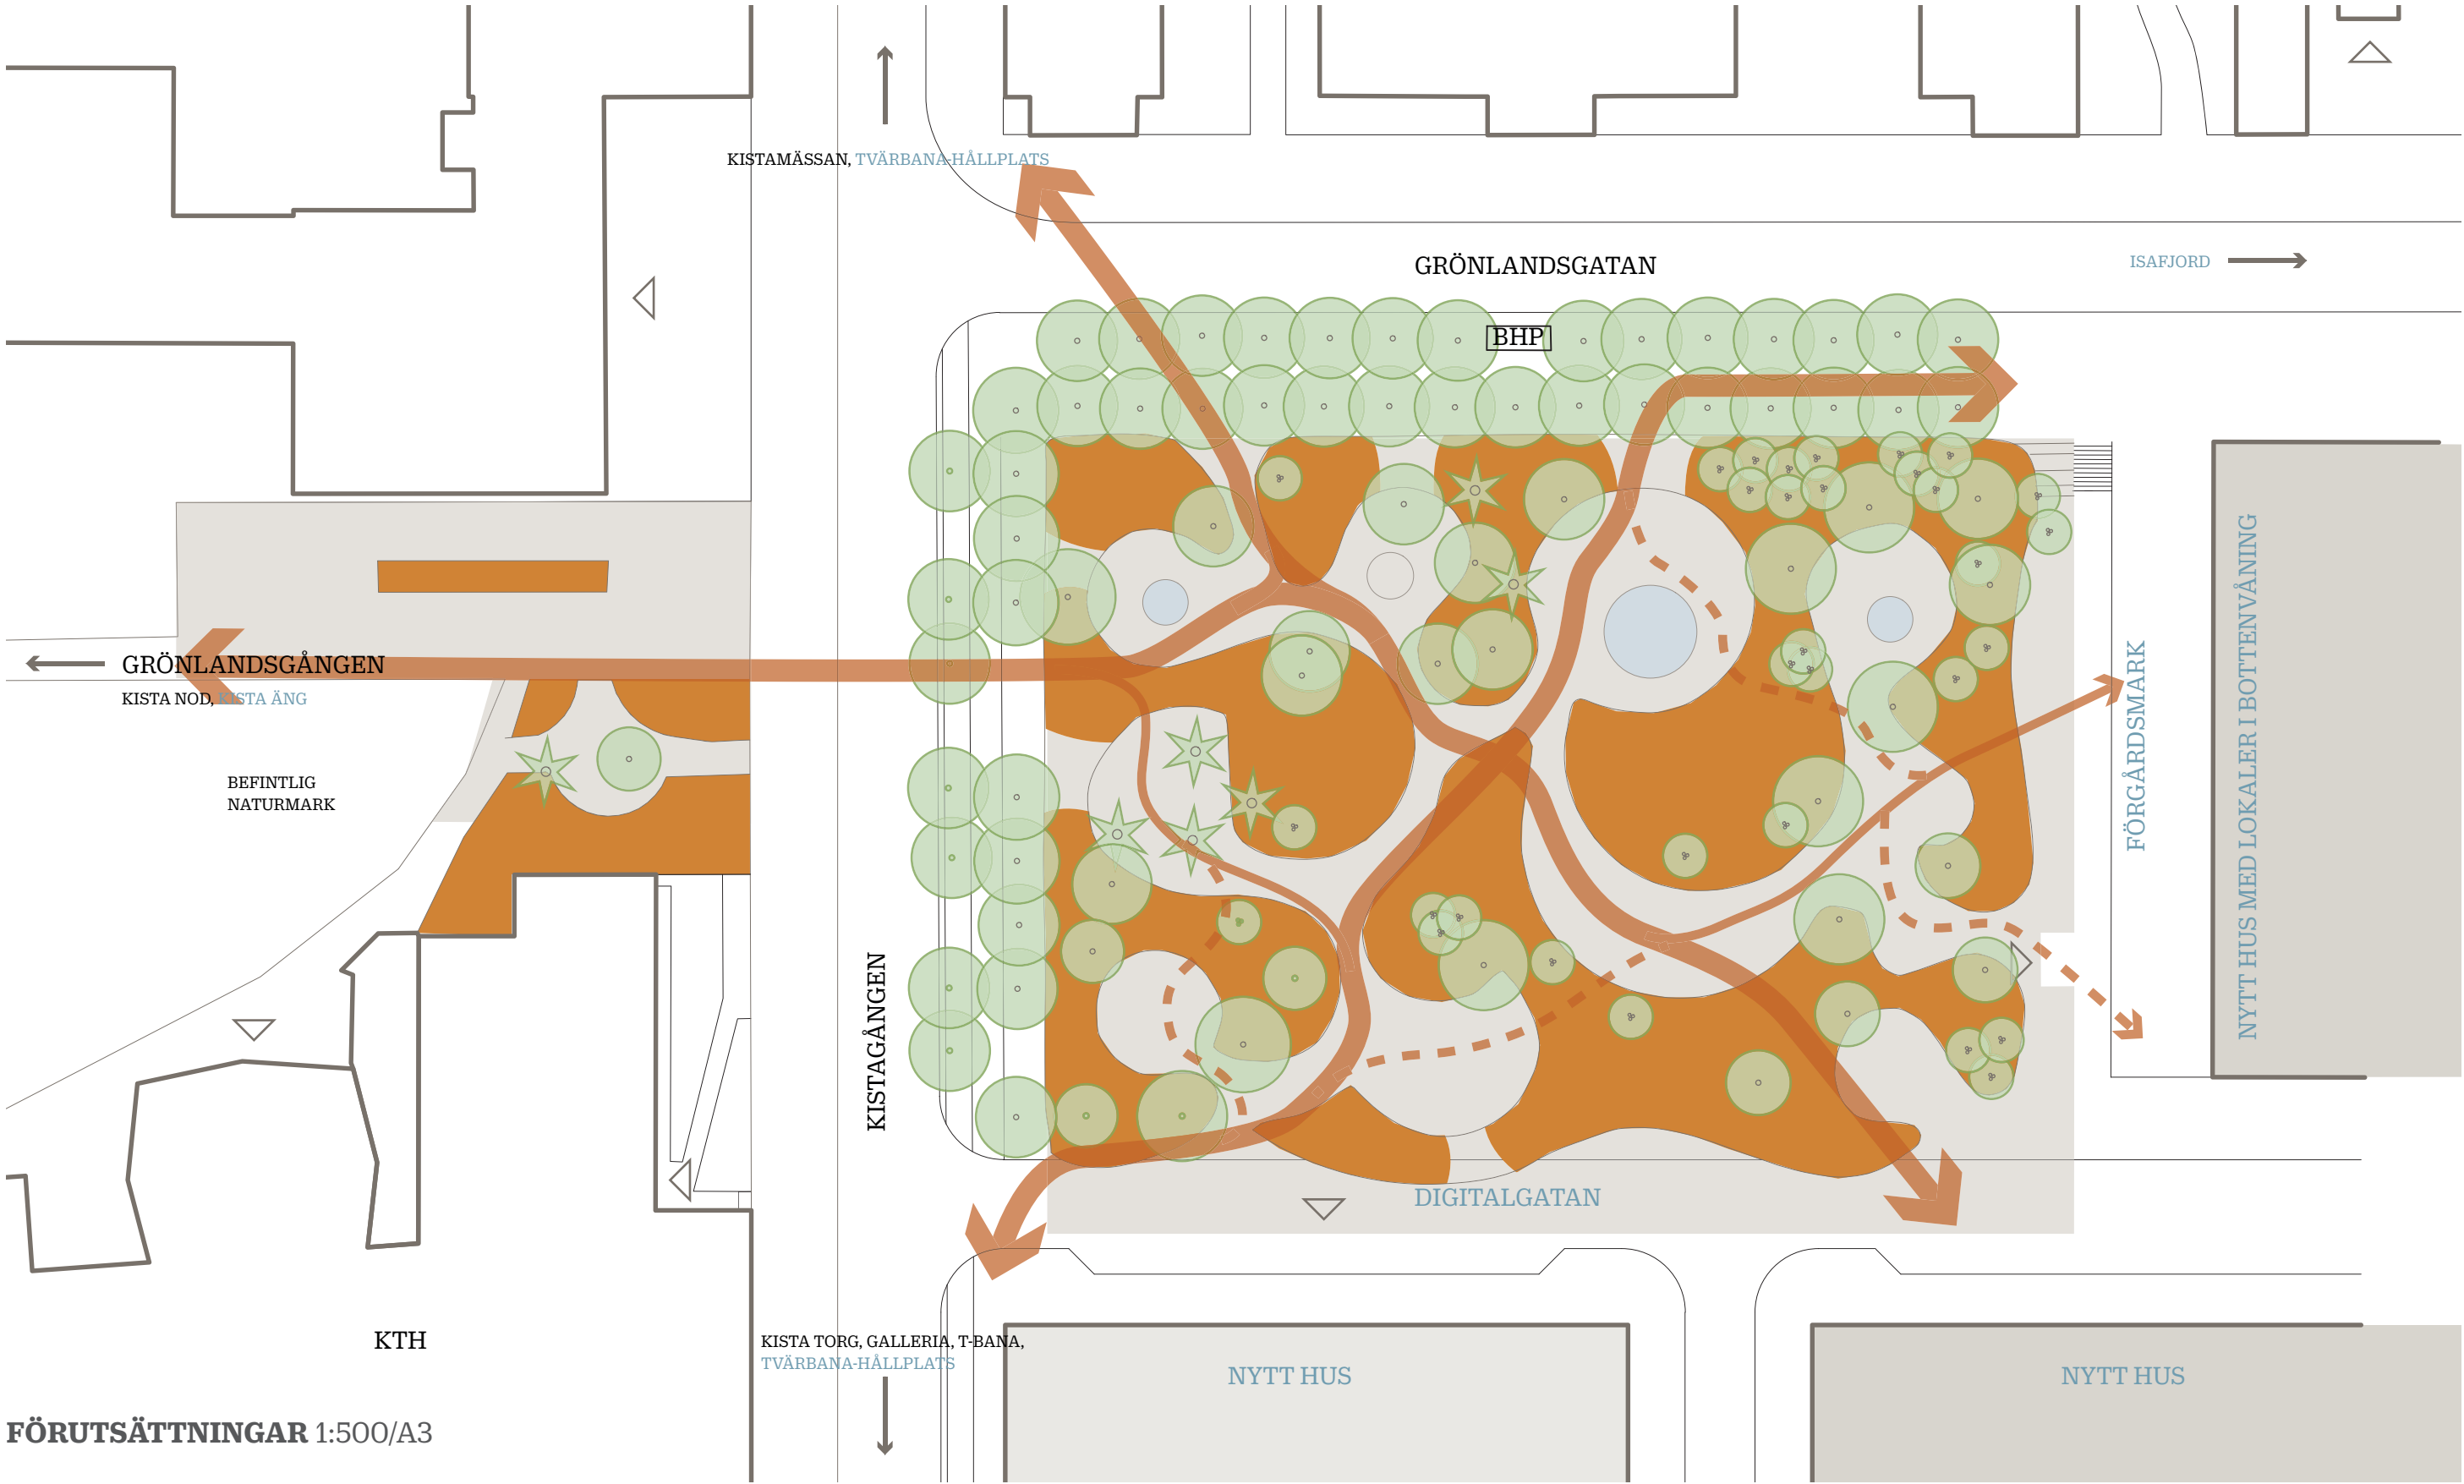 KISTAMÄSSAN, TVÄRBANA-HÅLLPLATS
GRÖNLANDSGATAN
ISAFJORD
BHP
GRÖNLANDSGÅNGEN
KISTA NOD, KISTA ÄNG
BEFINTLIG
NATURMARK
FÖRGÅRDSMARK
NYTT HUS MED LOKALER I BOTTENVÅNING
KISTAGÅNGEN
DIGITALGATAN
KTH
KISTA TORG, GALLERIA, T-BANA,
TVÄRBANA-HÅLLPLATS
NYTT HUS
NYTT HUS
FÖRUTSÄTTNINGAR 1:500/A3